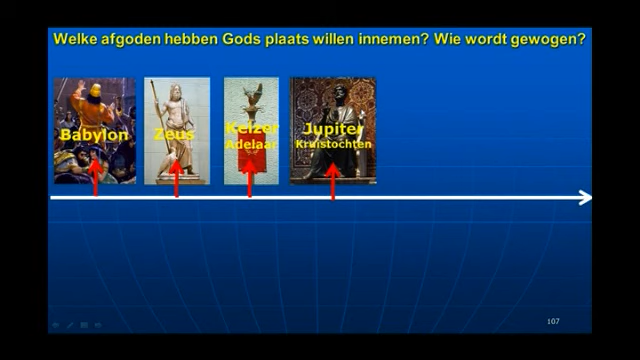 Welke afgoden hebben Gods plaats willen innemen? Wie wordt gewogen?
Babylon
Zeus
Keizer
Adelaar
Jupiter
Kruistochten
107